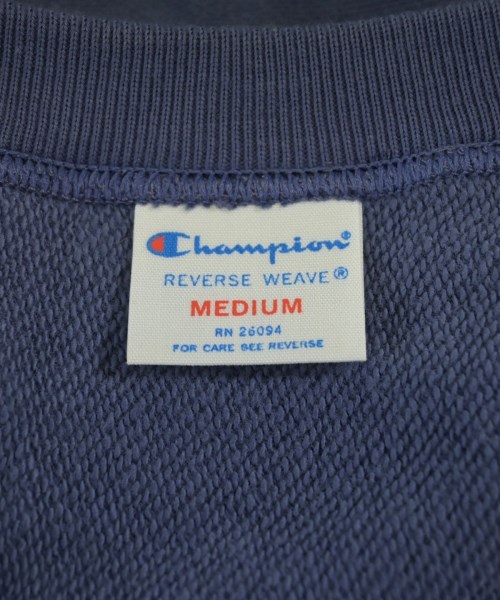 Champion®
REVERSE WEAVE®
MEDIUM
RN 26094
FOR CARE SEE REVERSE